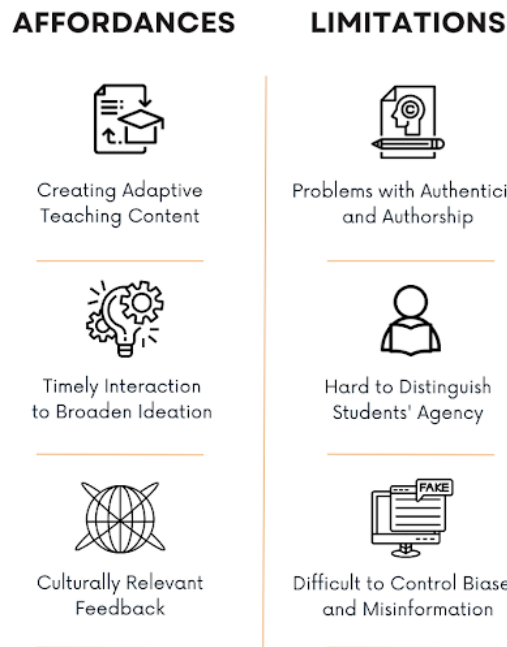 AFFORDANCES
LIMITATIONS
Creating Adaptive
Teaching Content
Problems with Authentici
and Authorship
Timely Interaction
to Broaden Ideation
Hard to Distinguish
Students' Agency
FAKE
Culturally Relevant
Feedback
Difficult to Control Biase
and Misinformation